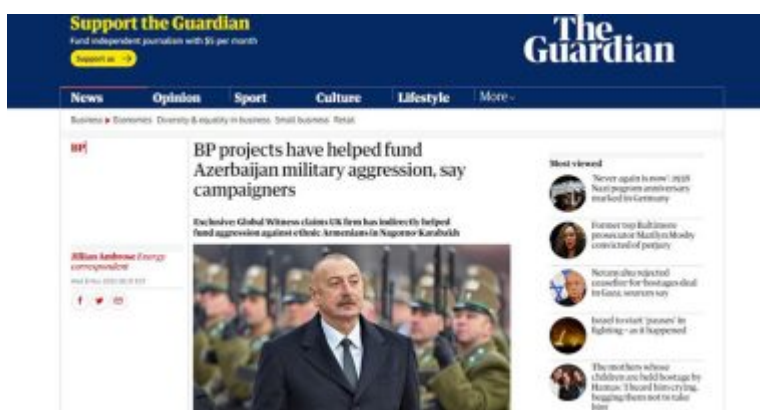 Support the Guardian
Fund independent journalism with $5 per month
Support us →
The
Guardian
News Opinion Sport Culture Lifestyle More
Business ▸ Economics Diversity & equality in business Small business Retail
BP
BP projects have helped fund
Azerbaijan military aggression, say
campaigners
Exclusive: Global Witness claims UK firm has indirectly helped
fund aggression against ethnic Armenians in Nagorno-Karabakh
Jillian Ambrose Energy
correspondent
Most viewed
'Never again is now': 1938
Nazi pogrom anniversary
marked in Germany
Former top Baltimore
prosecutor Marilyn Mosby
convicted of perjury
Netanyahu rejected
ceasefire-for-hostages deal
in Gaza, sources say
Israel to start 'pauses' in
fighting – as it happened
The mothers whose
children are held hostage by
Hamas: 'I heard him crying,
begging them not to take
him